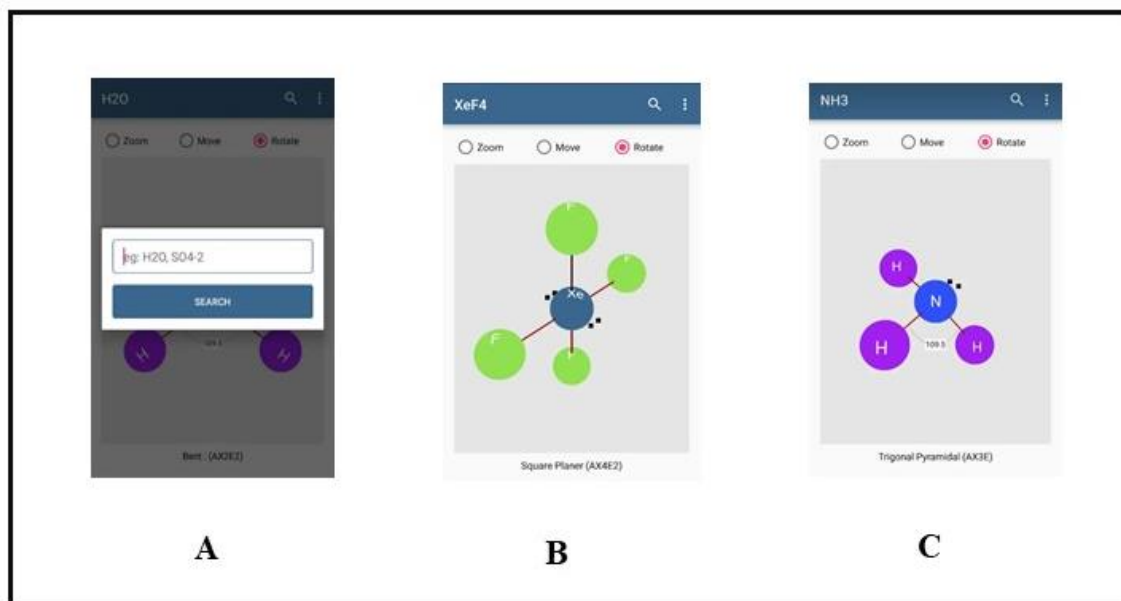 H2O
Zoom Move Rotate
eg: H2O, SO4-2
SEARCH
H H
Bent : (AX2E2)
A
XeF4
Zoom Move Rotate
F
F
Xe
F
F
Square Planer (AX4E2)
B
NH3
Zoom Move Rotate
H
N
H H
109.5
Trigonal Pyramidal (AX3E)
C